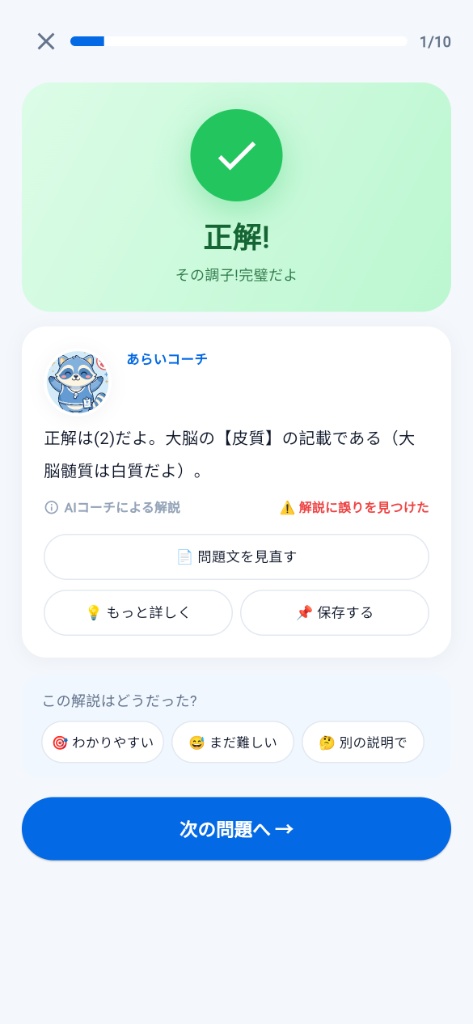 1/10
正解!
その調子!完璧だよ
あらいコーチ
正解は(2)だよ。大脳の【皮質】の記載である（大
脳髄質は白質だよ）。
AIコーチによる解説
⚠️ 解説に誤りを見つけた
📄 問題文を見直す
💡 もっと詳しく
📌 保存する
この解説はどうだった?
🎯 わかりやすい
😅 まだ難しい
🤔 別の説明で
次の問題へ →